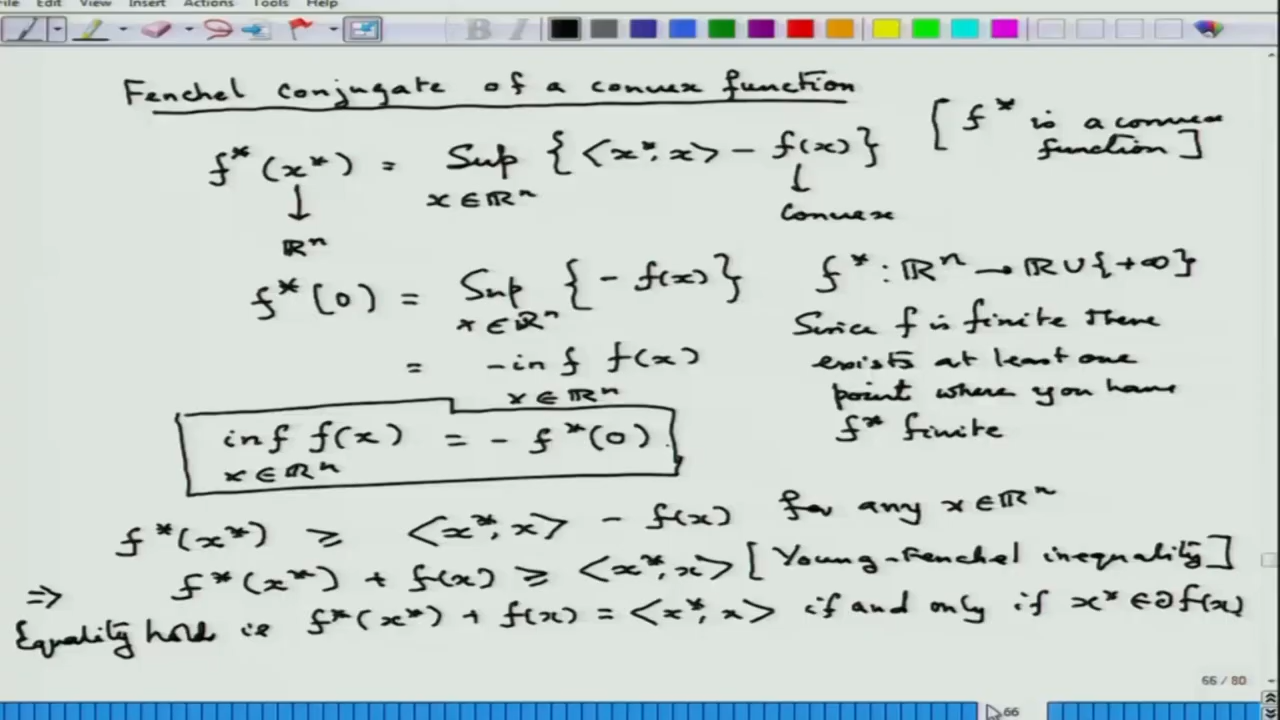 File Edit View Insert Actions Tools Help
Fenchel conjugate of a convex function
f*(x*) = Sup {<x*, x> - f(x)}
x ∈ ℝⁿ
↓
ℝⁿ
↓
Convex
[f* is a convex
function]
f*(0) = Sup {- f(x)}
x ∈ ℝⁿ
= - inf f(x)
x ∈ ℝⁿ
f* : ℝⁿ → ℝ ∪ {+∞}
Since f is finite there
exists at least one
point where you have
f* finite
inf f(x) = - f*(0)
x ∈ ℝⁿ
f*(x*) ≥ <x*, x> - f(x) for any x ∈ ℝⁿ
⇒ f*(x*) + f(x) ≥ <x*, x> [Young-Fenchel inequality]
Equality holds ie f*(x*) + f(x) = <x*, x> if and only if x* ∈ ∂f(x)
66 / 80
66